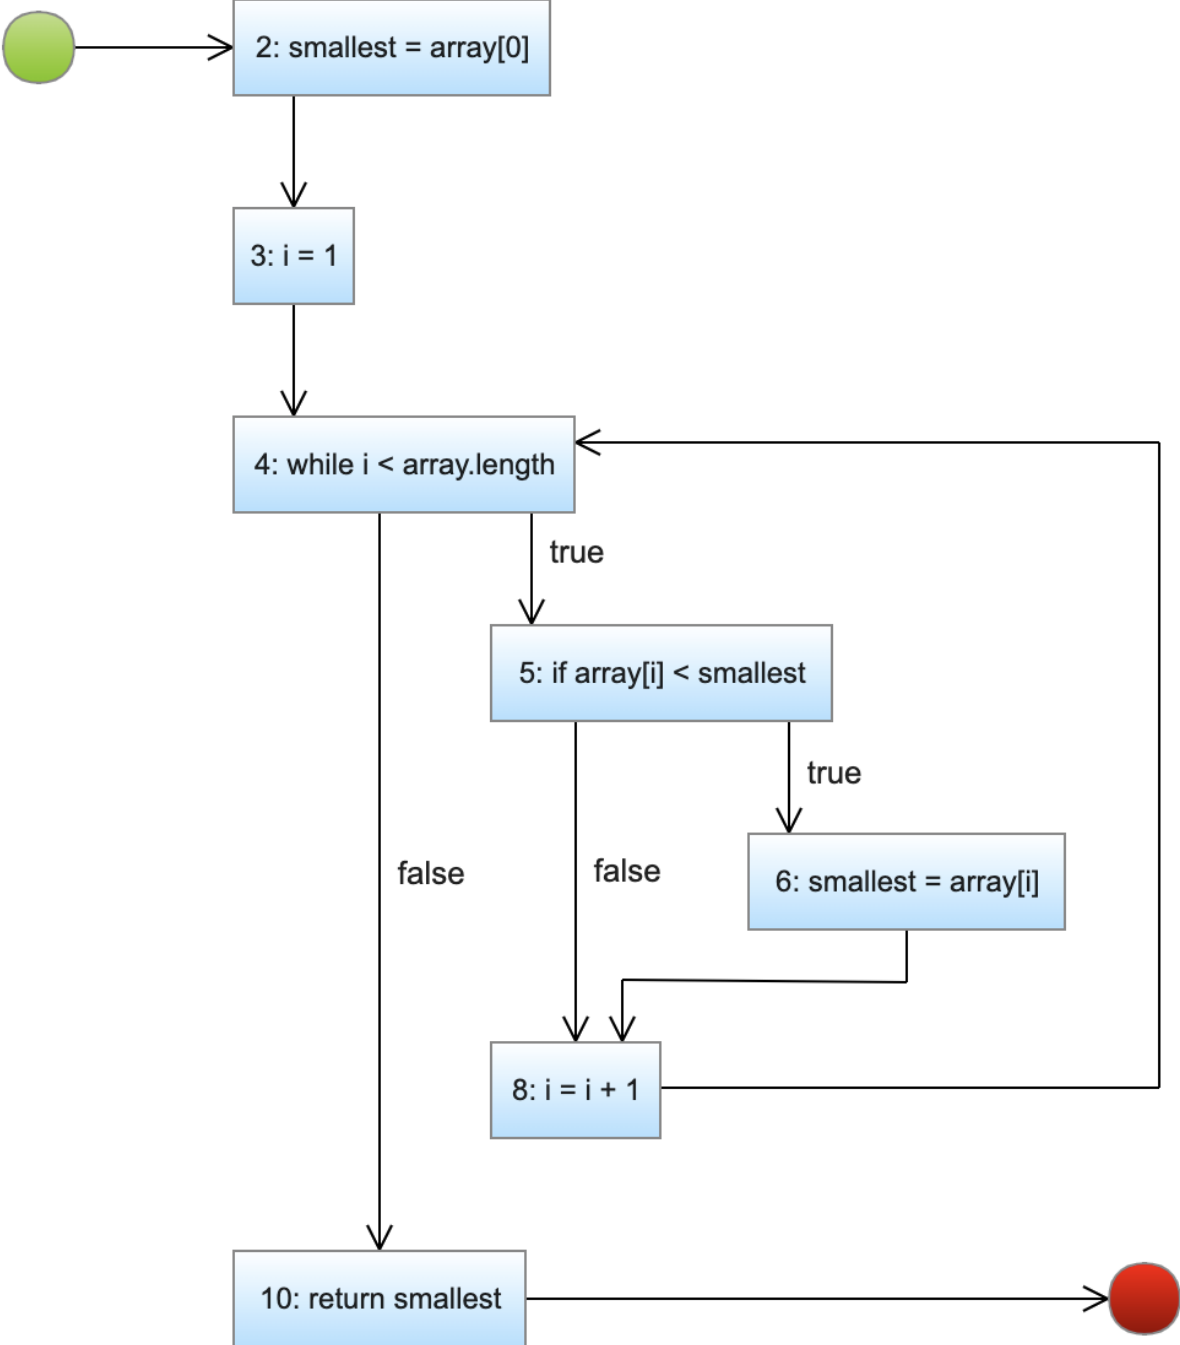 2: smallest = array[0]
3: i = 1
4: while i < array.length
true
5: if array[i] < smallest
true
false
false
6: smallest = array[i]
8: i = i + 1
10: return smallest